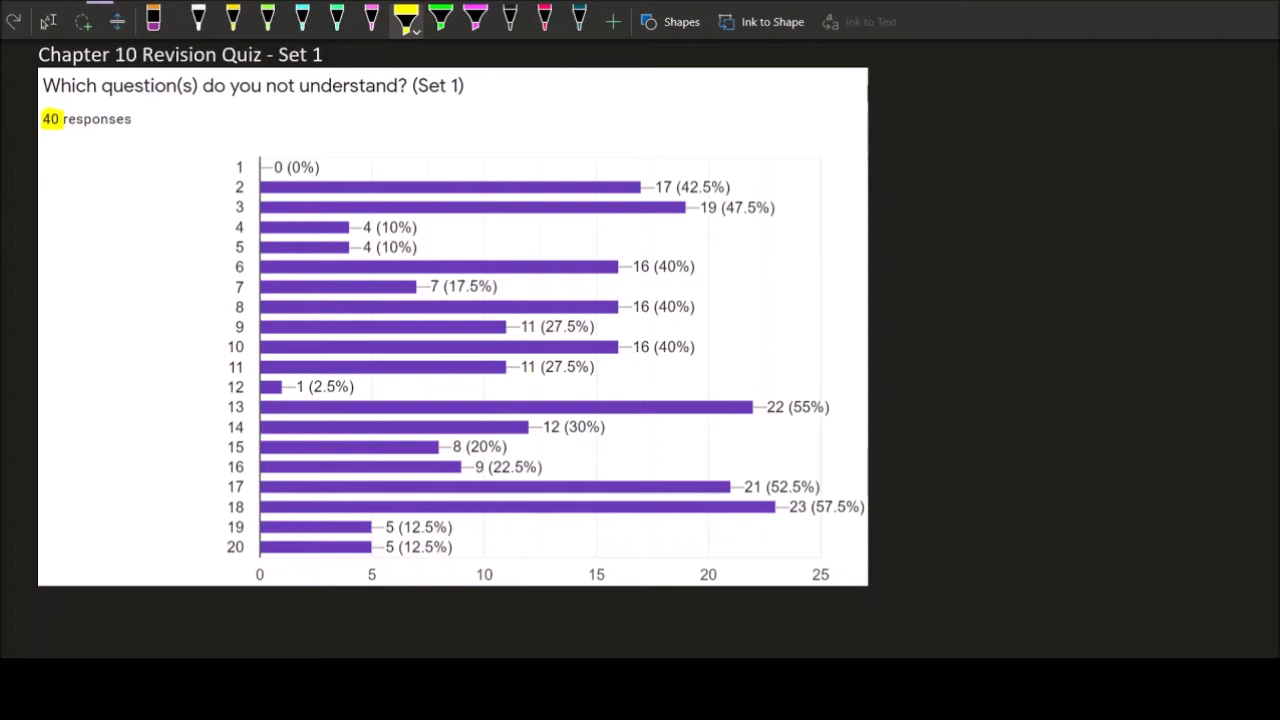 Shapes Ink to Shape Ink to Text
Chapter 10 Revision Quiz - Set 1
Which question(s) do you not understand? (Set 1)
40 responses
1 0 (0%)
2 17 (42.5%)
3 19 (47.5%)
4 4 (10%)
5 4 (10%)
6 16 (40%)
7 7 (17.5%)
8 16 (40%)
9 11 (27.5%)
10 16 (40%)
11 11 (27.5%)
12 1 (2.5%)
13 22 (55%)
14 12 (30%)
15 8 (20%)
16 9 (22.5%)
17 21 (52.5%)
18 23 (57.5%)
19 5 (12.5%)
20 5 (12.5%)
0 5 10 15 20 25